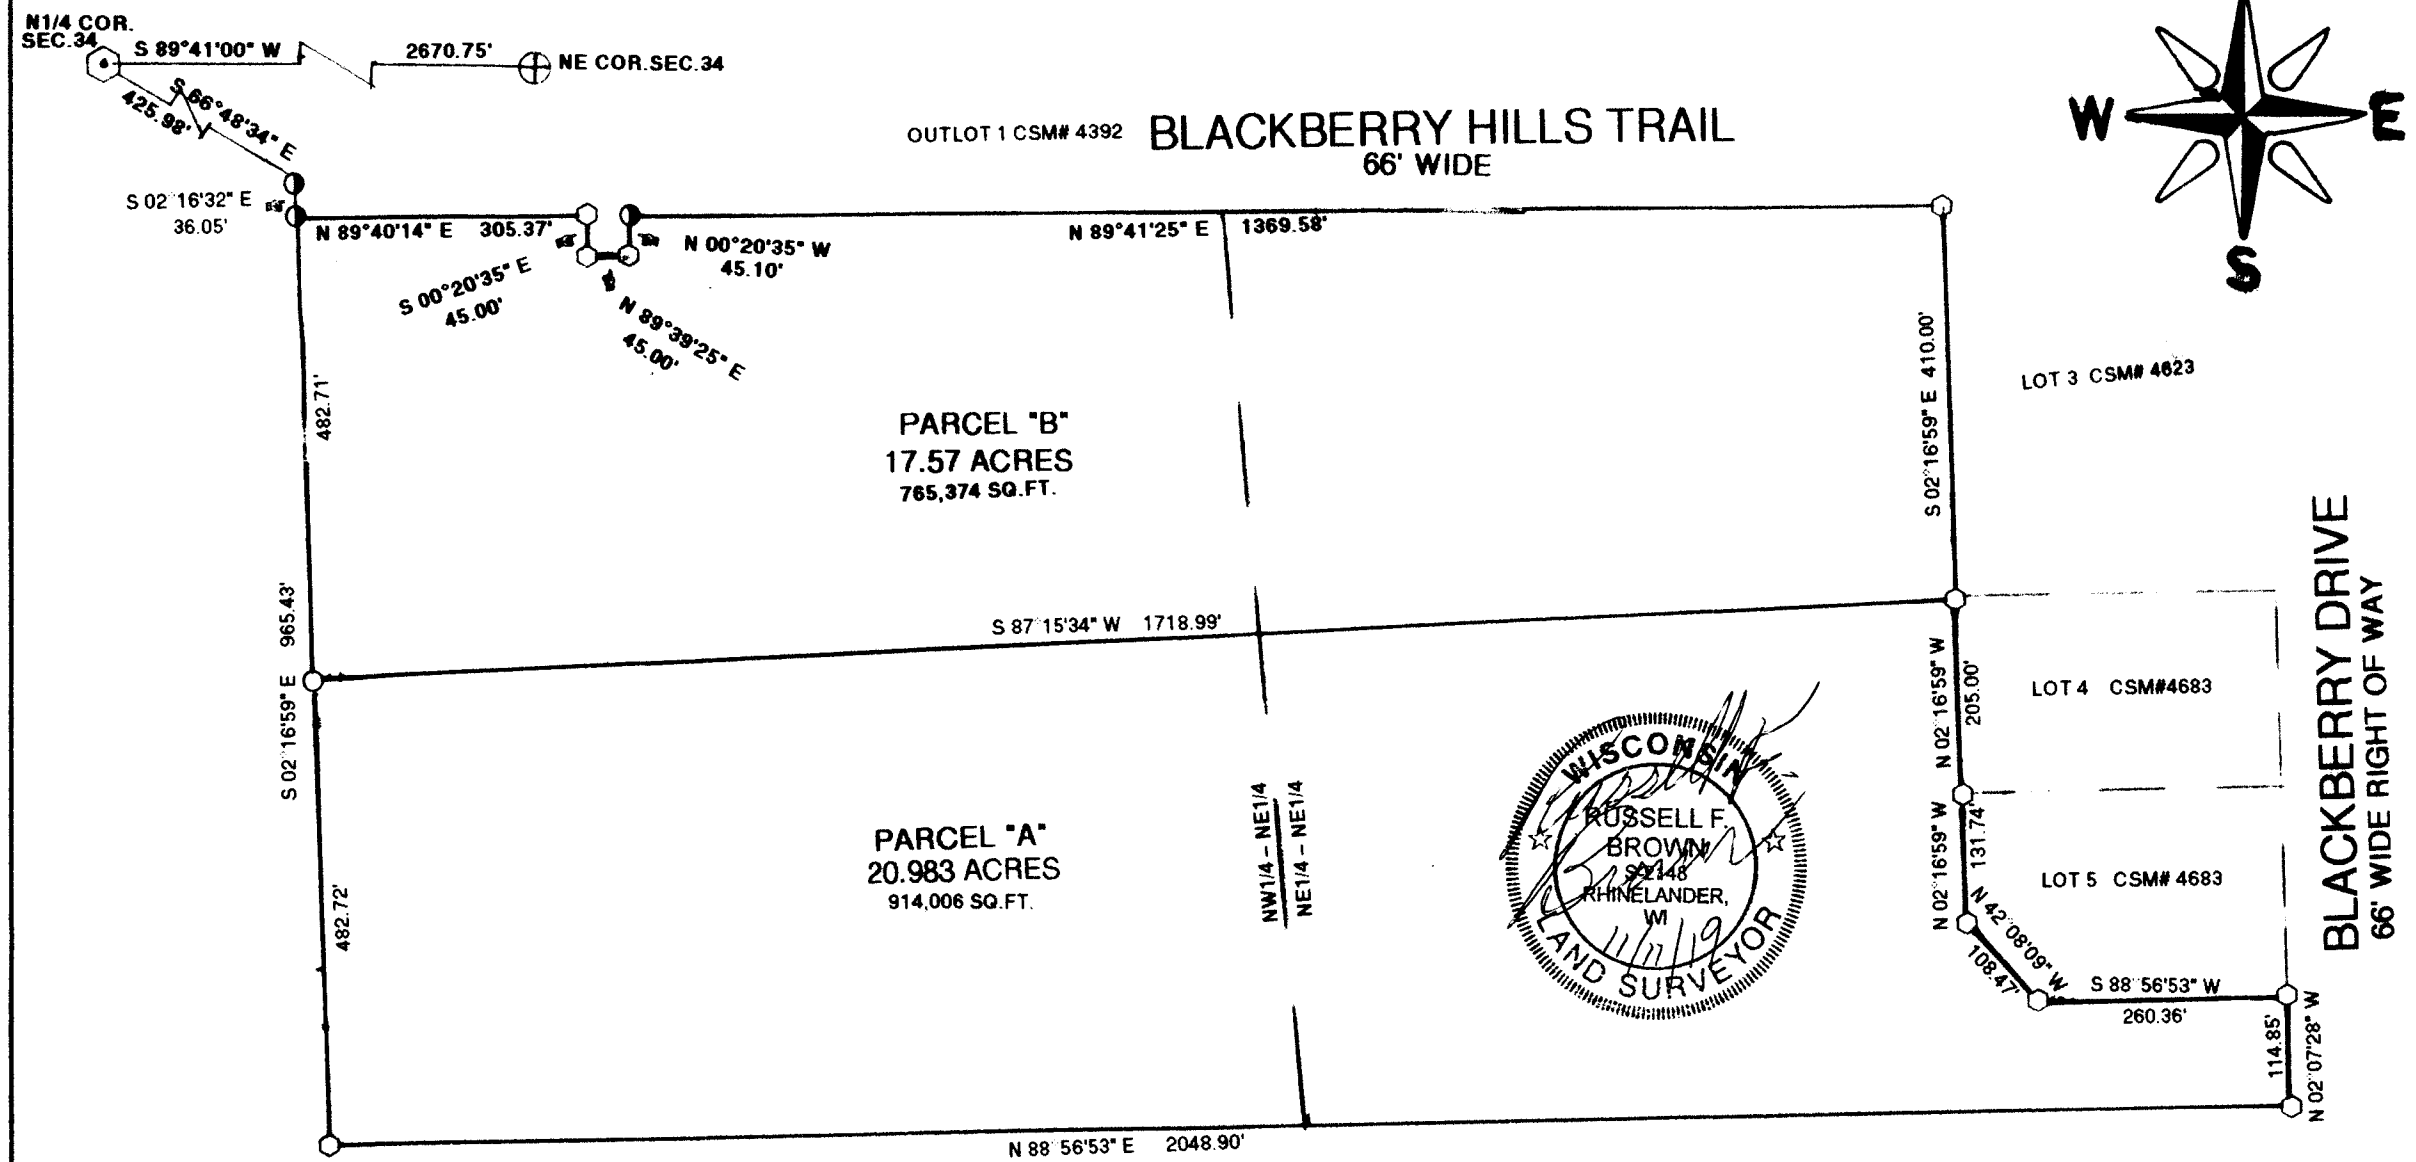 N1/4 COR.
SEC.34
S 89°41'00" W
2670.75'
NE COR.SEC.34
S 66°48'34" E
425.98'
OUTLOT 1 CSM# 4392
BLACKBERRY HILLS TRAIL
66' WIDE
W
E
S
S 02°16'32" E
36.05'
N 89°40'14" E 305.37'
S 00°20'35" E
45.00'
N 89°39'25" E
45.00'
N 00°20'35" W
45.10'
N 89°41'25" E 1369.58'
482.71'
S 02°16'59" E 410.00'
LOT 3 CSM# 4623
PARCEL "B"
17.57 ACRES
765,374 SQ.FT.
S 02°16'59" E 965.43'
S 87°15'34" W 1718.99'
N 02°16'59" W
205.00'
LOT 4 CSM#4683
BLACKBERRY DRIVE
66' WIDE RIGHT OF WAY
PARCEL "A"
20.983 ACRES
914,006 SQ.FT.
482.72'
NW1/4 – NE1/4
NE1/4 – NE1/4
WISCONSIN
RUSSELL F.
BROWN
S-2148
RHINELANDER,
WI
LAND SURVEYOR
N 02°16'59" W
131.74'
LOT 5 CSM# 4683
N 42°08'09" W
108.47'
S 88°56'53" W
260.36'
114.85'
N 02°07'28" W
N 88°56'53" E 2048.90'